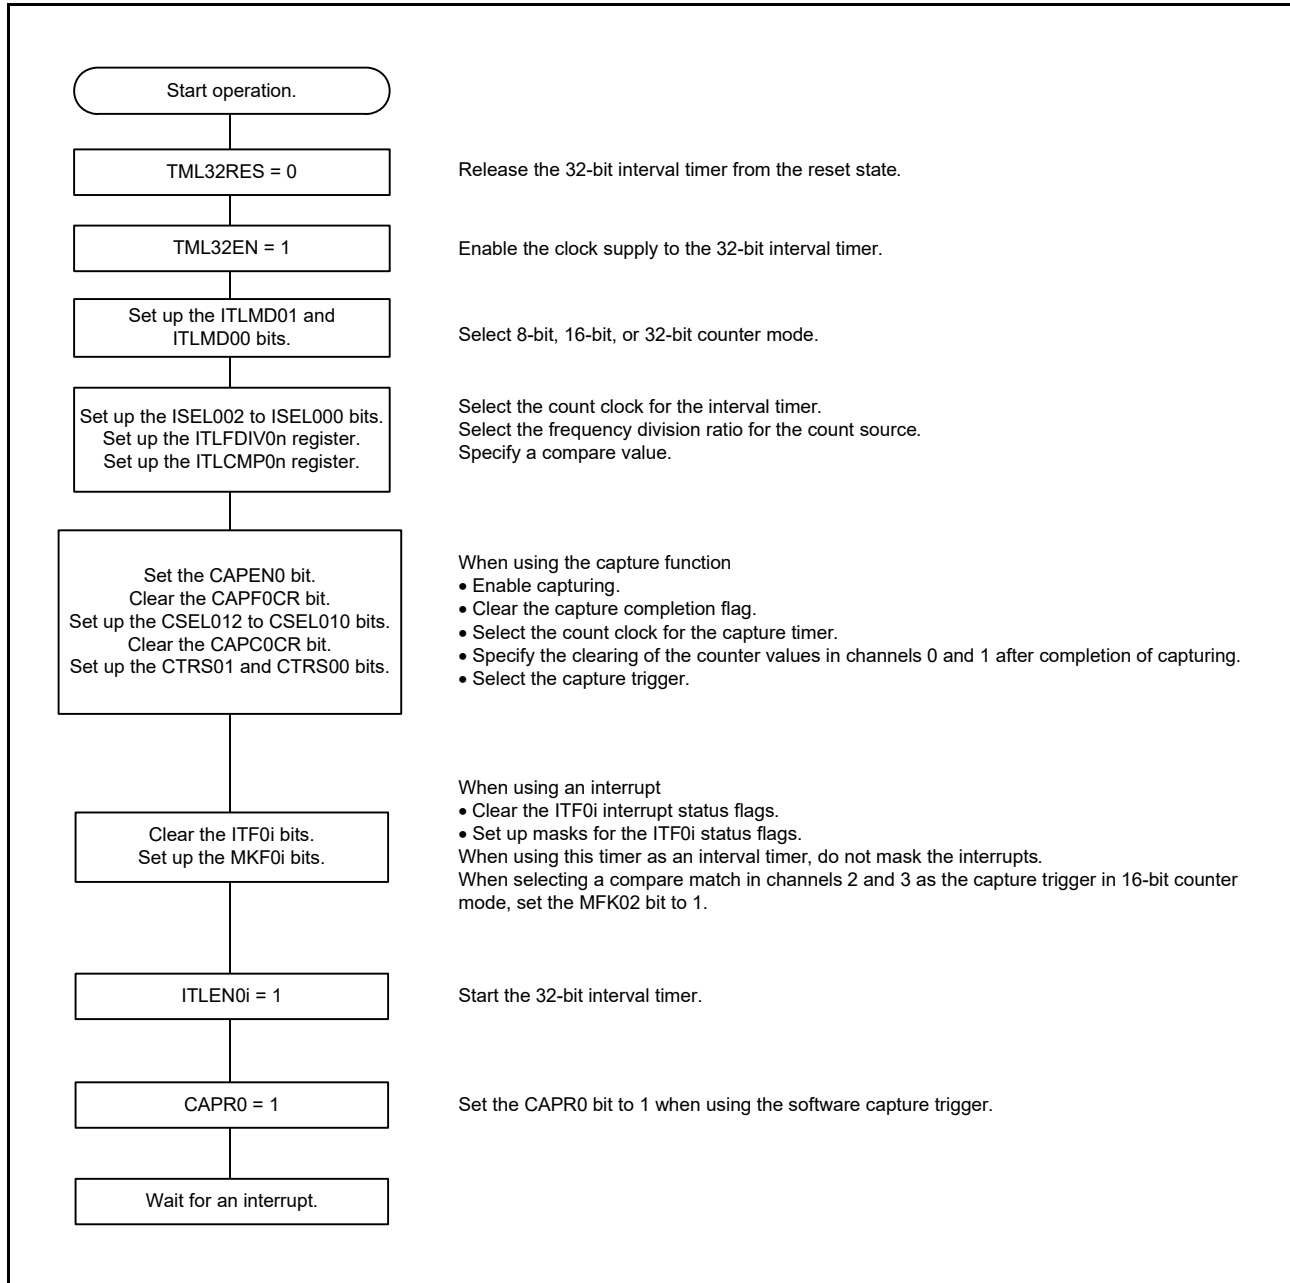 Start operation.
TML32RES = 0
Release the 32-bit interval timer from the reset state.
TML32EN = 1
Enable the clock supply to the 32-bit interval timer.
Set up the ITLMD01 and
ITLMD00 bits.
Select 8-bit, 16-bit, or 32-bit counter mode.
Set up the ISEL002 to ISEL000 bits.
Set up the ITLFDIV0n register.
Set up the ITLCMP0n register.
Select the count clock for the interval timer.
Select the frequency division ratio for the count source.
Specify a compare value.
Set the CAPEN0 bit.
Clear the CAPF0CR bit.
Set up the CSEL012 to CSEL010 bits.
Clear the CAPC0CR bit.
Set up the CTRS01 and CTRS00 bits.
When using the capture function
• Enable capturing.
• Clear the capture completion flag.
• Select the count clock for the capture timer.
• Specify the clearing of the counter values in channels 0 and 1 after completion of capturing.
• Select the capture trigger.
Clear the ITF0i bits.
Set up the MKF0i bits.
When using an interrupt
• Clear the ITF0i interrupt status flags.
• Set up masks for the ITF0i status flags.
When using this timer as an interval timer, do not mask the interrupts.
When selecting a compare match in channels 2 and 3 as the capture trigger in 16-bit counter
mode, set the MFK02 bit to 1.
ITLEN0i = 1
Start the 32-bit interval timer.
CAPR0 = 1
Set the CAPR0 bit to 1 when using the software capture trigger.
Wait for an interrupt.